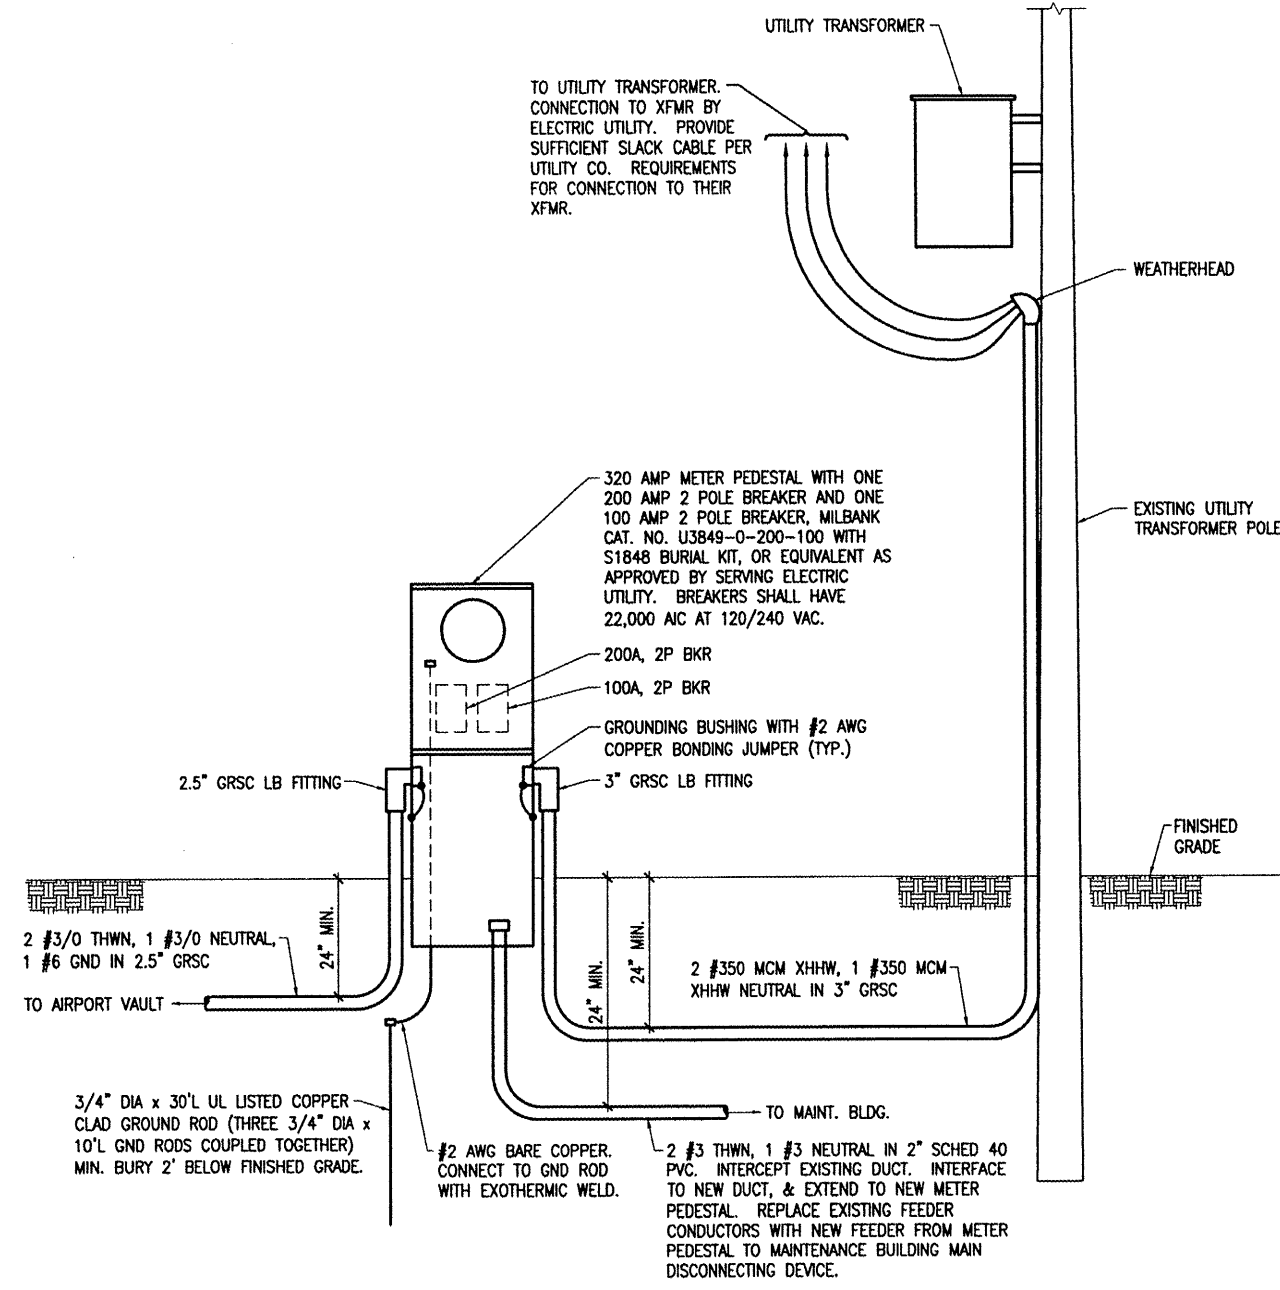 UTILITY TRANSFORMER
TO UTILITY TRANSFORMER.
CONNECTION TO XFMR BY
ELECTRIC UTILITY. PROVIDE
SUFFICIENT SLACK CABLE PER
UTILITY CO. REQUIREMENTS
FOR CONNECTION TO THEIR
XFMR.
WEATHERHEAD
320 AMP METER PEDESTAL WITH ONE
200 AMP 2 POLE BREAKER AND ONE
100 AMP 2 POLE BREAKER, MILBANK
CAT. NO. U3849-0-200-100 WITH
S1848 BURIAL KIT, OR EQUIVALENT AS
APPROVED BY SERVING ELECTRIC
UTILITY. BREAKERS SHALL HAVE
22,000 AIC AT 120/240 VAC.
EXISTING UTILITY
TRANSFORMER POLE
200A, 2P BKR
100A, 2P BKR
GROUNDING BUSHING WITH #2 AWG
COPPER BONDING JUMPER (TYP.)
2.5" GRSC LB FITTING
3" GRSC LB FITTING
FINISHED
GRADE
2 #3/0 THWN, 1 #3/0 NEUTRAL,
1 #6 GND IN 2.5" GRSC
24" MIN.
24" MIN.
24" MIN.
2 #350 MCM XHHW, 1 #350 MCM
XHHW NEUTRAL IN 3" GRSC
TO AIRPORT VAULT
3/4" DIA x 30'L UL LISTED COPPER
CLAD GROUND ROD (THREE 3/4" DIA x
10'L GND RODS COUPLED TOGETHER)
MIN. BURY 2' BELOW FINISHED GRADE.
#2 AWG BARE COPPER.
CONNECT TO GND ROD
WITH EXOTHERMIC WELD.
TO MAINT. BLDG.
2 #3 THWN, 1 #3 NEUTRAL IN 2" SCHED 40
PVC. INTERCEPT EXISTING DUCT. INTERFACE
TO NEW DUCT, & EXTEND TO NEW METER
PEDESTAL. REPLACE EXISTING FEEDER
CONDUCTORS WITH NEW FEEDER FROM METER
PEDESTAL TO MAINTENANCE BUILDING MAIN
DISCONNECTING DEVICE.